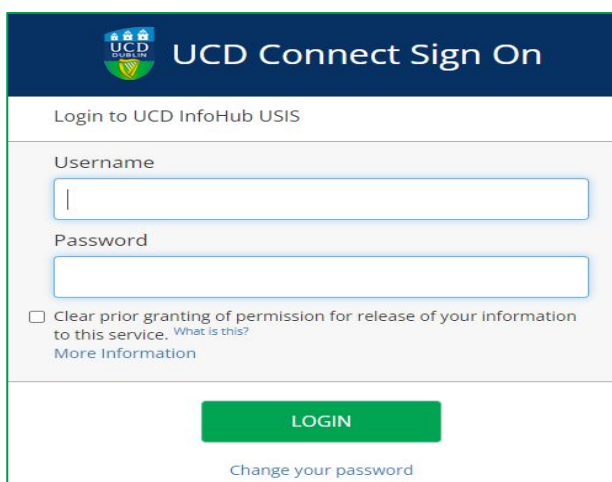 UCD
DUBLIN
UCD Connect Sign On
Login to UCD InfoHub USIS
Username
Password
Clear prior granting of permission for release of your information
to this service. What is this?
More Information
LOGIN
Change your password